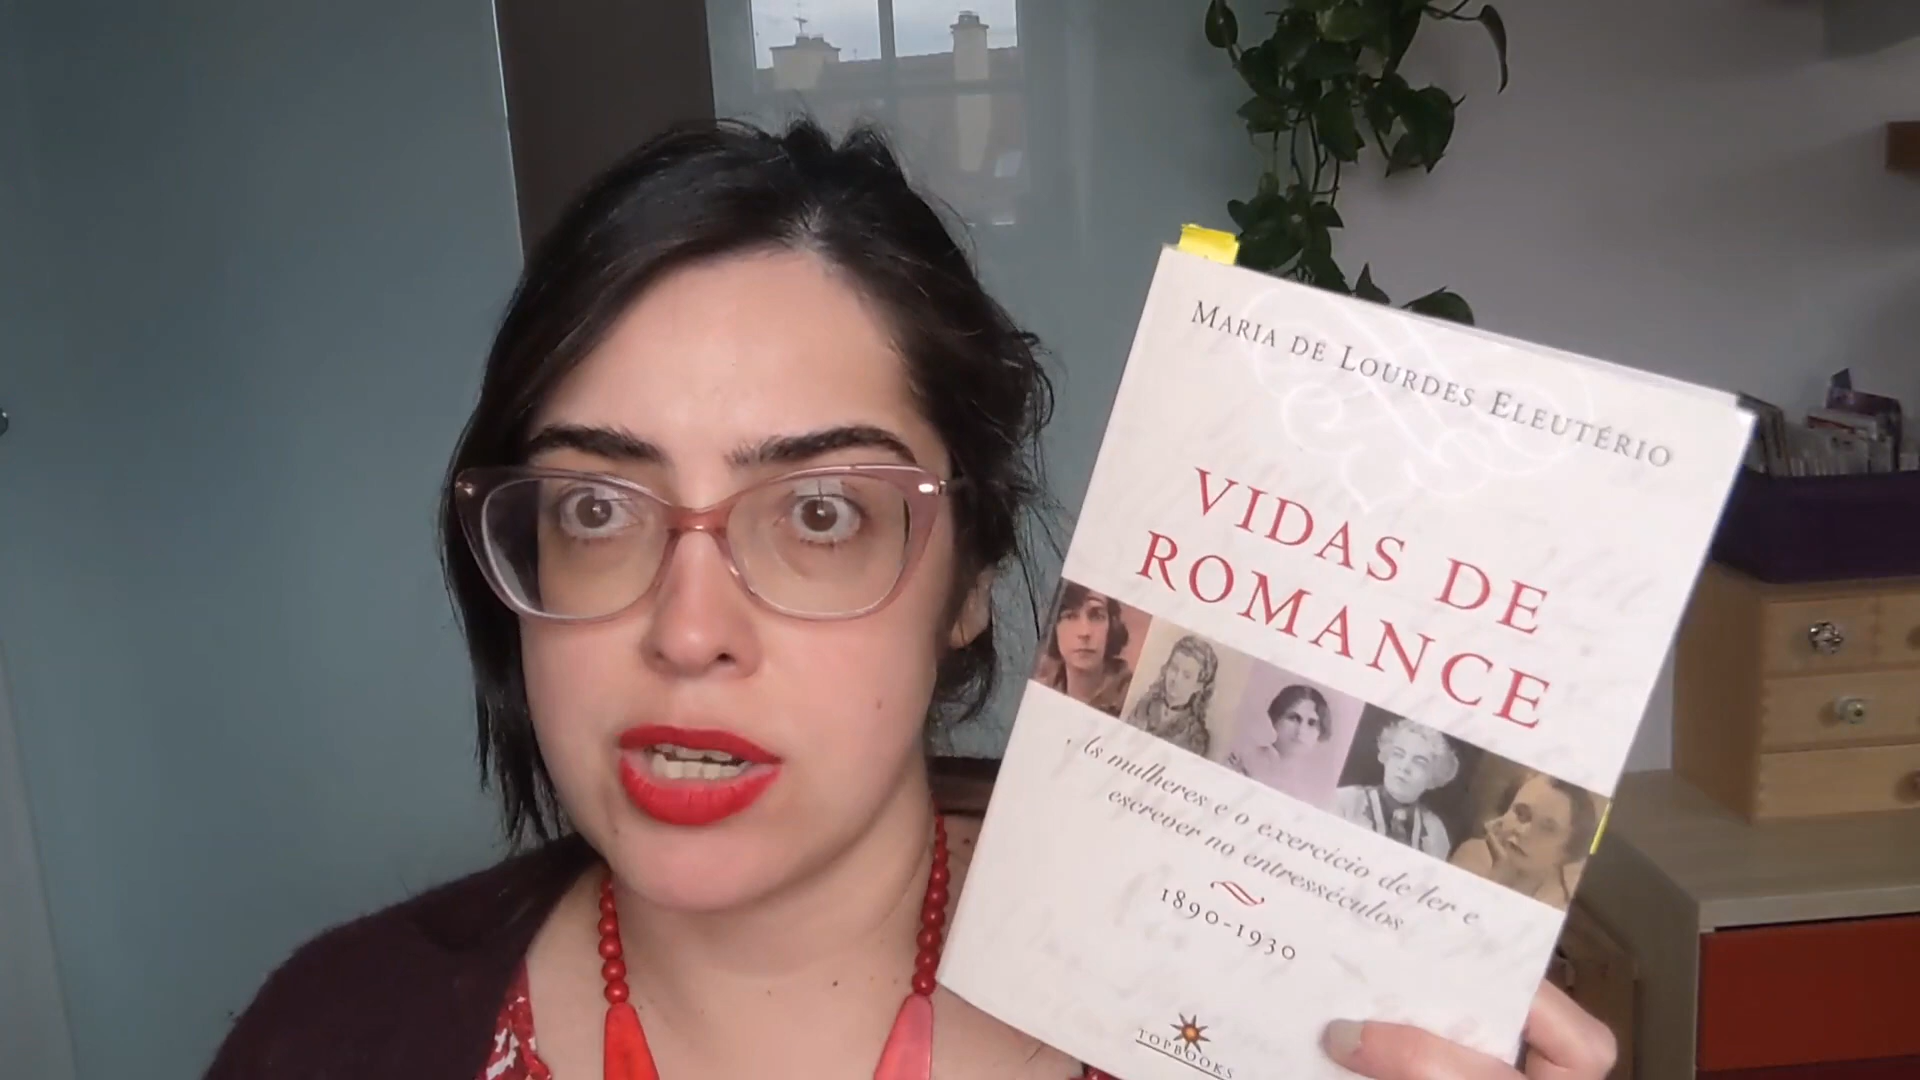 MARIA DE LOURDES ELEUTÉRIO
VIDAS DE
ROMANCE
As mulheres e o exercício de ler e
escrever no entresséculos
1890-1930
TOPBOOKS